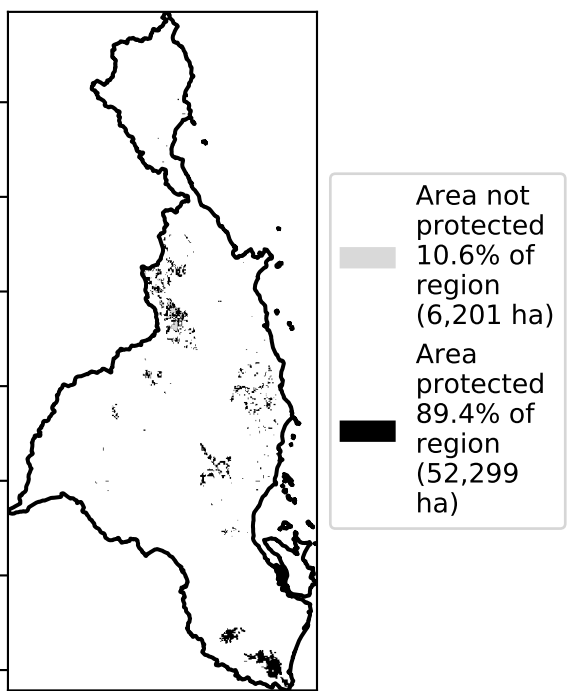 Area not
protected
10.6% of
region
(6,201 ha)
Area
protected
89.4% of
region
(52,299
ha)